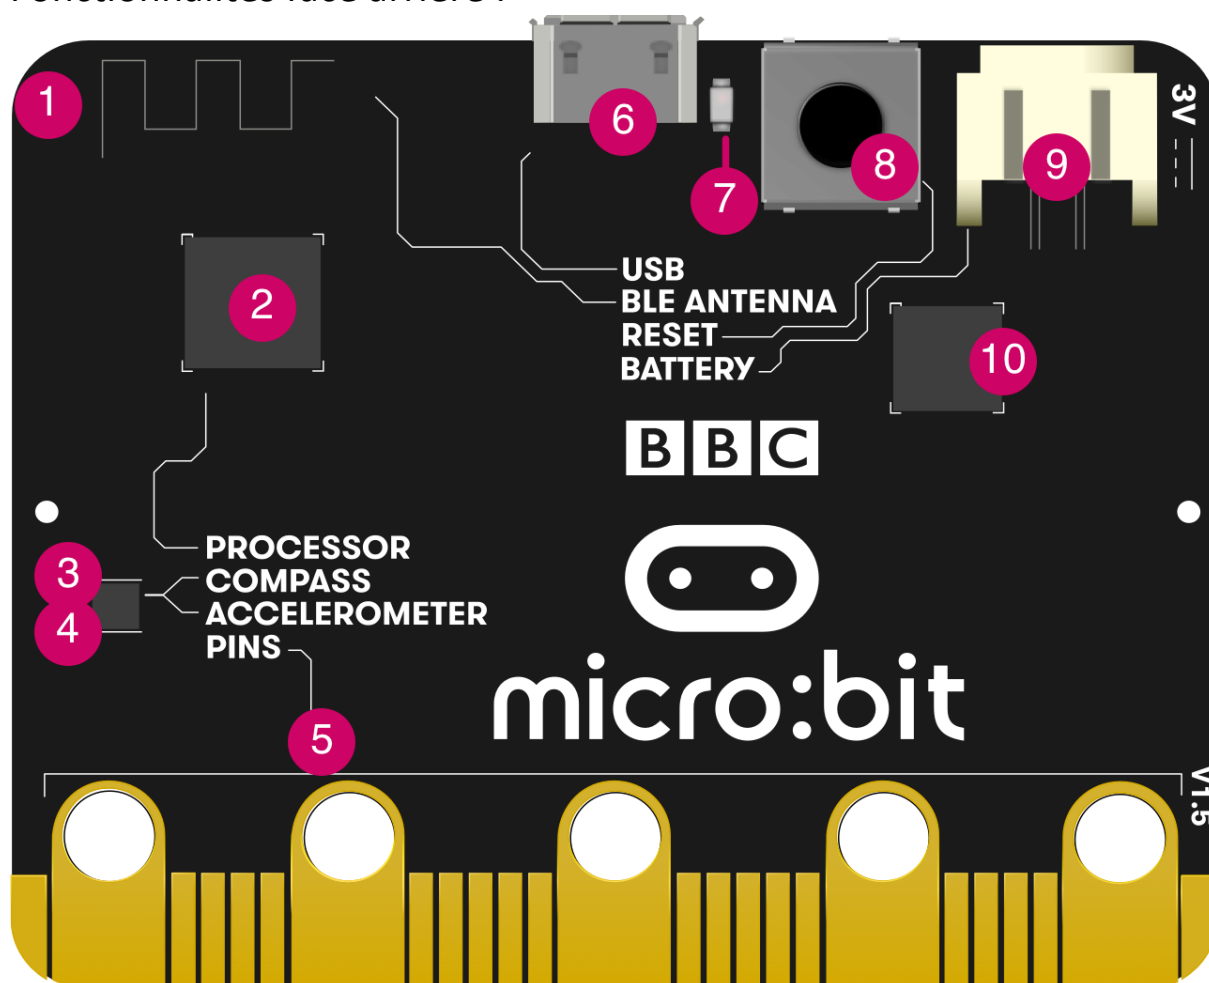 Fonctionnalités face arrière :
1
6
7
8
9
3V
2
USB
BLE ANTENNA
RESET
BATTERY
10
BBC
PROCESSOR
3
COMPASS
4
ACCELEROMETER
PINS
micro:bit
5
V1.5